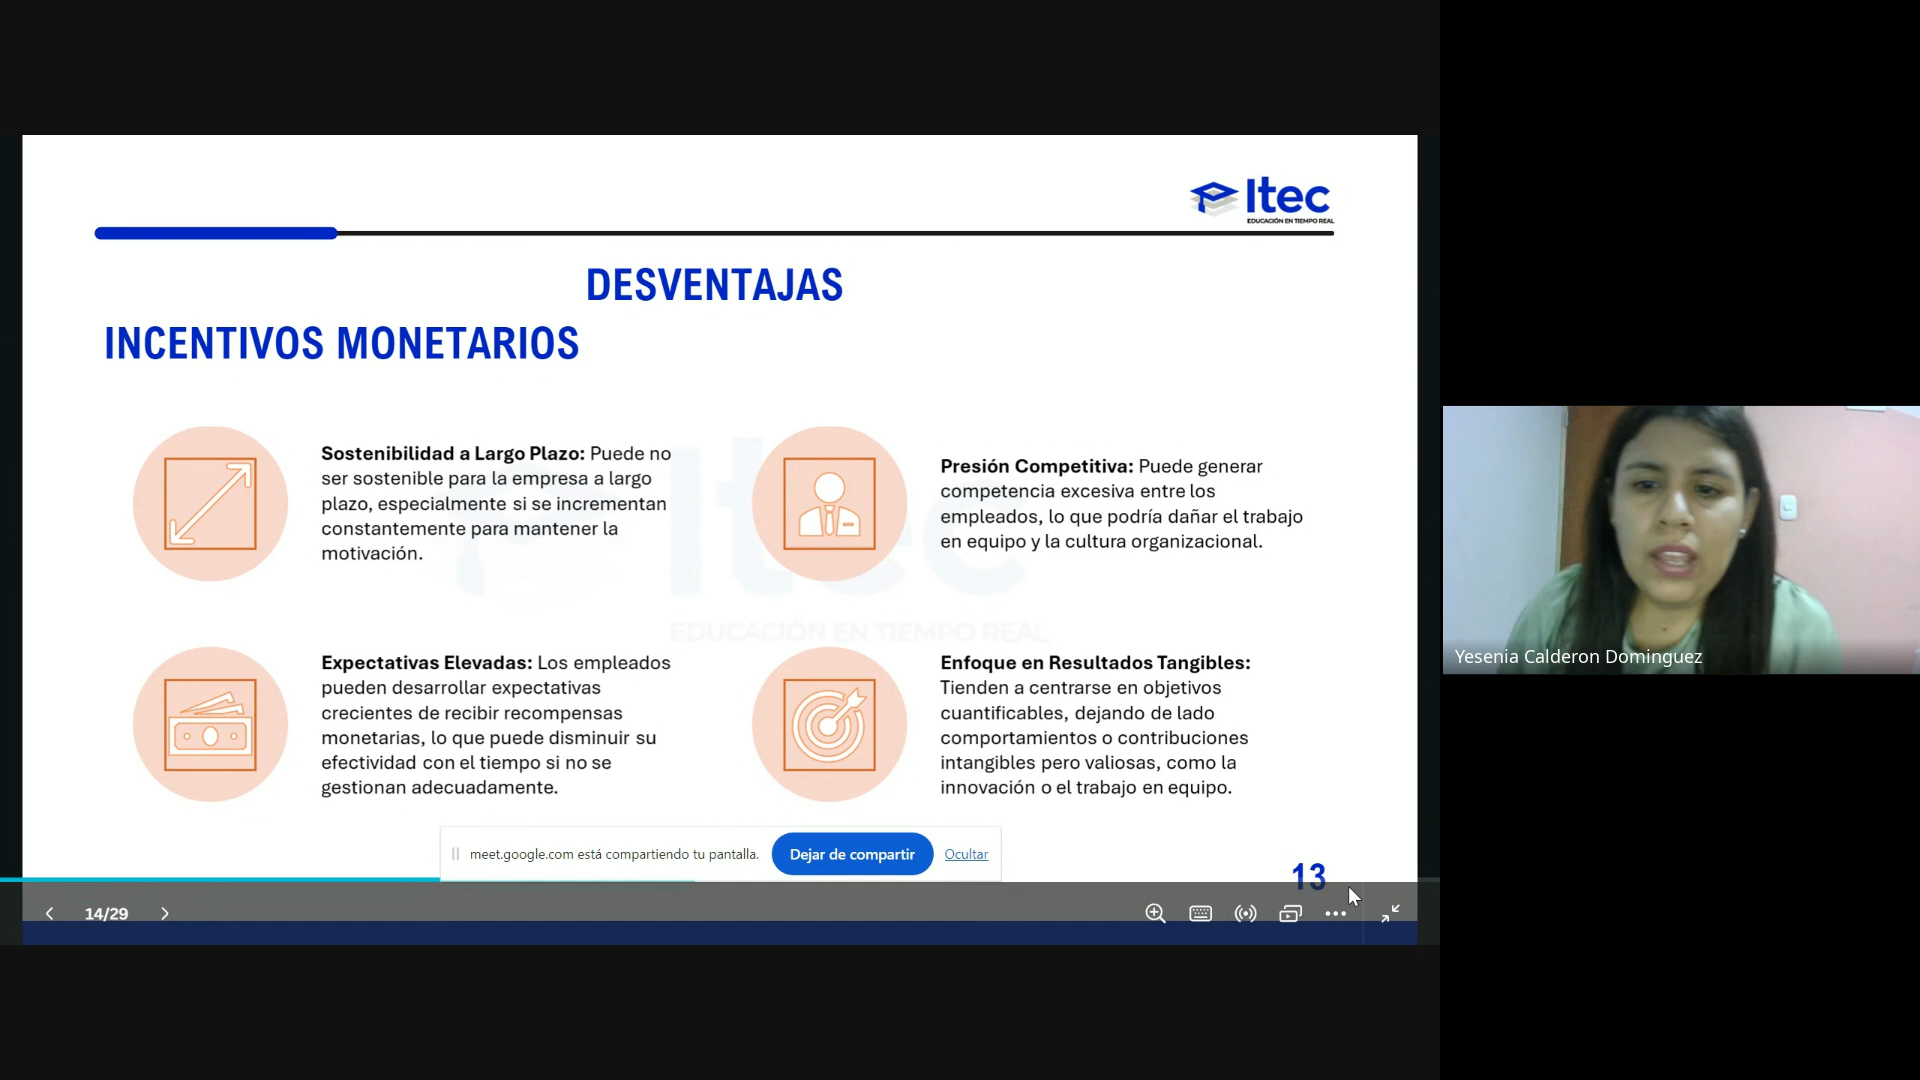 Itec
EDUCACIÓN EN TIEMPO REAL
DESVENTAJAS
INCENTIVOS MONETARIOS
Sostenibilidad a Largo Plazo: Puede no
ser sostenible para la empresa a largo
plazo, especialmente si se incrementan
constantemente para mantener la
motivación.
Presión Competitiva: Puede generar
competencia excesiva entre los
empleados, lo que podría dañar el trabajo
en equipo y la cultura organizacional.
Itec
EDUCACIÓN EN TIEMPO REAL
Expectativas Elevadas: Los empleados
pueden desarrollar expectativas
crecientes de recibir recompensas
monetarias, lo que puede disminuir su
efectividad con el tiempo si no se
gestionan adecuadamente.
Enfoque en Resultados Tangibles:
Tienden a centrarse en objetivos
cuantificables, dejando de lado
comportamientos o contribuciones
intangibles pero valiosas, como la
innovación o el trabajo en equipo.
meet.google.com está compartiendo tu pantalla.
Dejar de compartir
Ocultar
13
14/29
Yesenia Calderon Dominguez